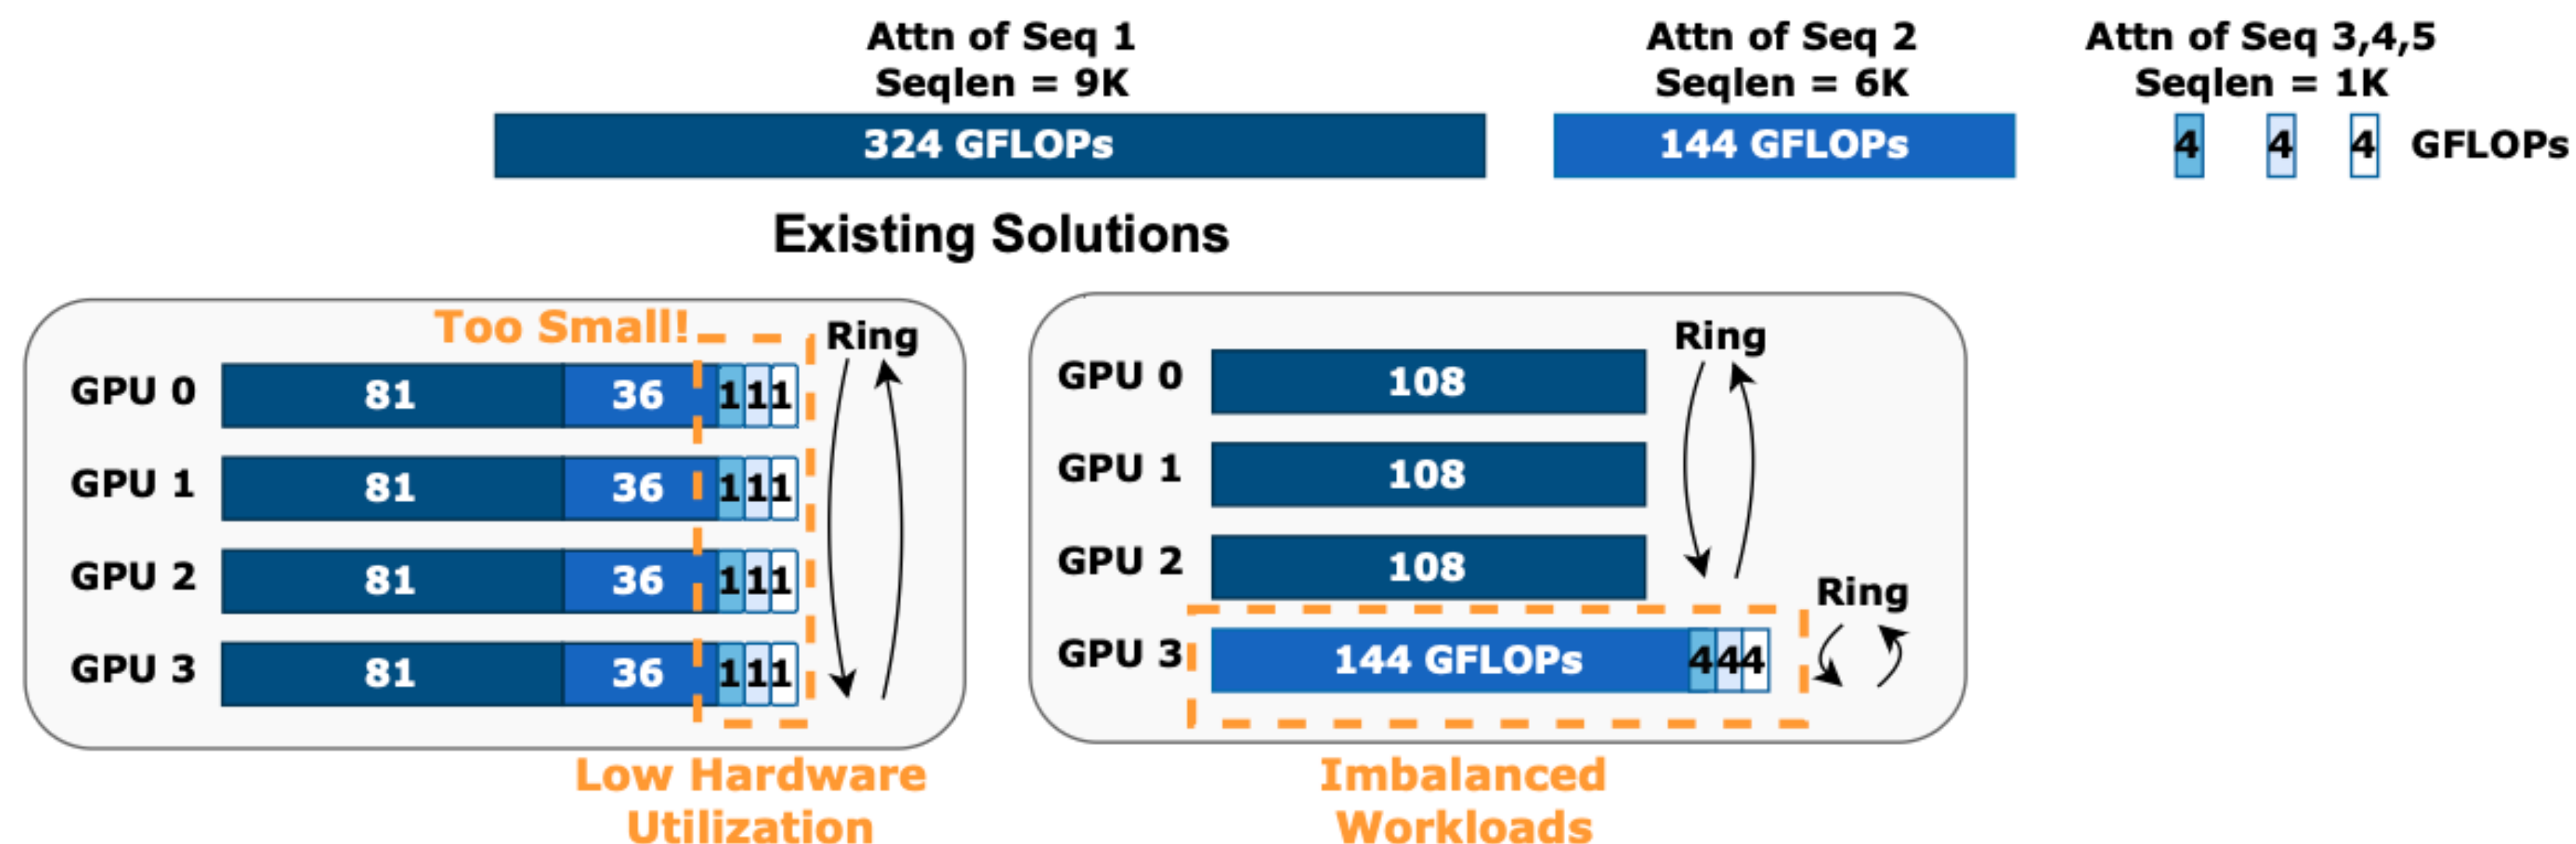 Attn of Seq 1
Seqlen = 9K
324 GFLOPs
Attn of Seq 2
Seqlen = 6K
144 GFLOPs
Attn of Seq 3,4,5
Seqlen = 1K
4 4 4 GFLOPs
Existing Solutions
Too Small!
Ring
GPU 0 81 36 1 1 1
GPU 1 81 36 1 1 1
GPU 2 81 36 1 1 1
GPU 3 81 36 1 1 1
Low Hardware
Utilization
Ring
GPU 0 108
GPU 1 108
GPU 2 108
Ring
GPU 3 144 GFLOPs 4 4 4
Imbalanced
Workloads